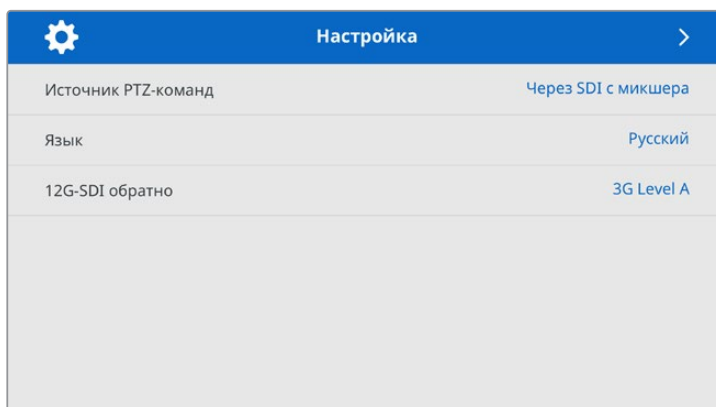 Настройка
Источник PTZ-команд Через SDI с микшера
Язык Русский
12G-SDI обратно 3G Level A